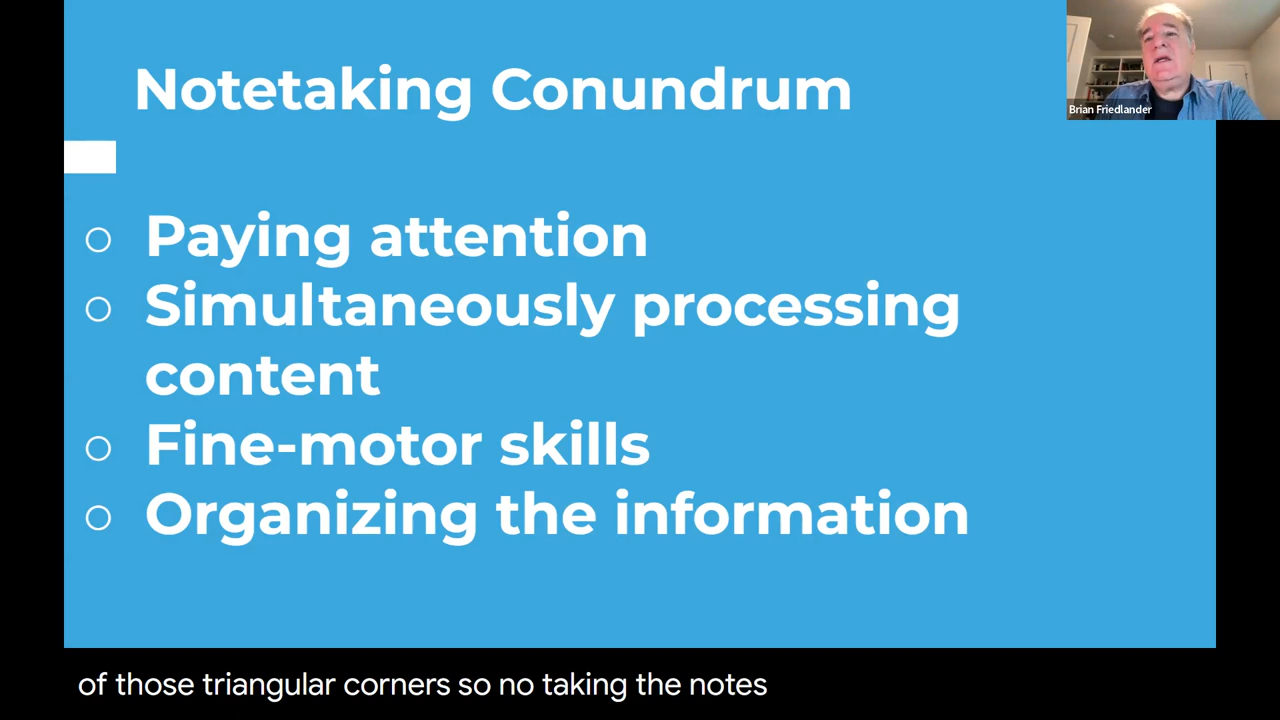 Notetaking Conundrum
Brian Friedlander
○ Paying attention
○ Simultaneously processing
content
○ Fine-motor skills
○ Organizing the information
of those triangular corners so no taking the notes